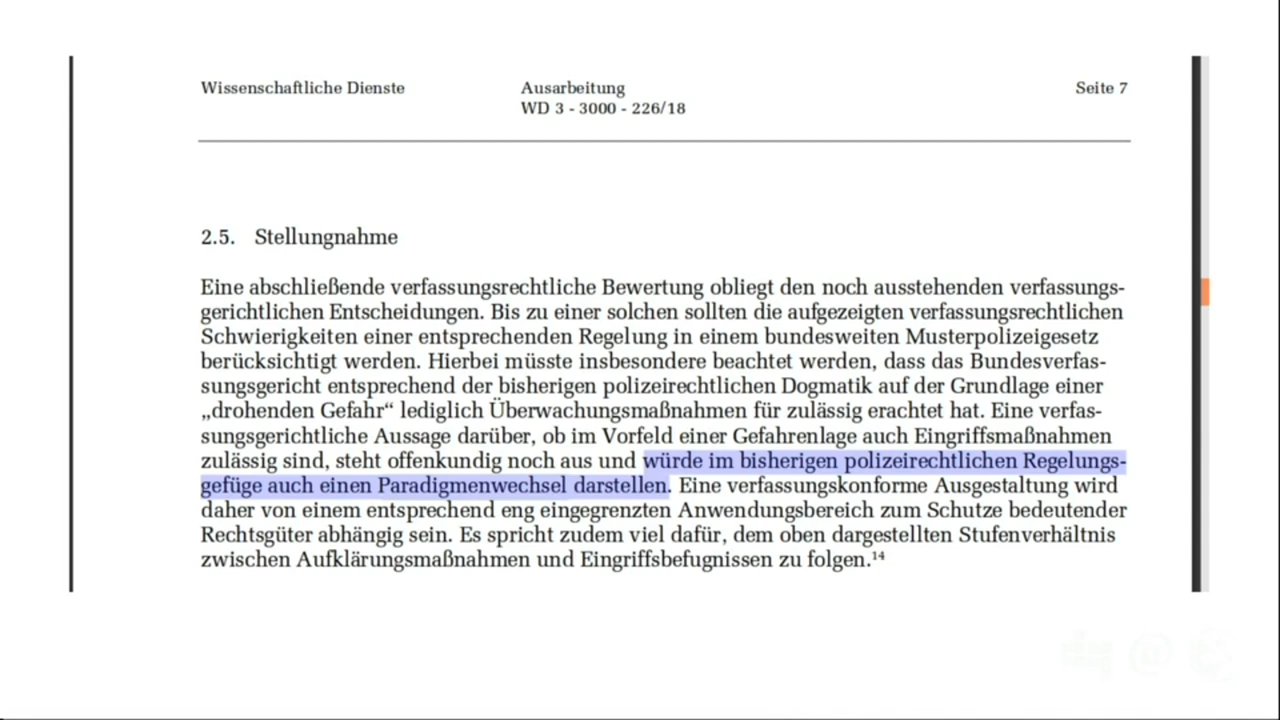 Wissenschaftliche Dienste
Ausarbeitung
WD 3 - 3000 - 226/18
Seite 7
2.5. Stellungnahme
Eine abschließende verfassungsrechtliche Bewertung obliegt den noch ausstehenden verfassungs-
gerichtlichen Entscheidungen. Bis zu einer solchen sollten die aufgezeigten verfassungsrechtlichen
Schwierigkeiten einer entsprechenden Regelung in einem bundesweiten Musterpolizeigesetz
berücksichtigt werden. Hierbei müsste insbesondere beachtet werden, dass das Bundesverfas-
sungsgericht entsprechend der bisherigen polizeirechtlichen Dogmatik auf der Grundlage einer
„drohenden Gefahr“ lediglich Überwachungsmaßnahmen für zulässig erachtet hat. Eine verfas-
sungsgerichtliche Aussage darüber, ob im Vorfeld einer Gefahrenlage auch Eingriffsmaßnahmen
zulässig sind, steht offenkundig noch aus und würde im bisherigen polizeirechtlichen Regelungs-
gefüge auch einen Paradigmenwechsel darstellen. Eine verfassungskonforme Ausgestaltung wird
daher von einem entsprechend eng eingegrenzten Anwendungsbereich zum Schutze bedeutender
Rechtsgüter abhängig sein. Es spricht zudem viel dafür, dem oben dargestellten Stufenverhältnis
zwischen Aufklärungsmaßnahmen und Eingriffsbefugnissen zu folgen.¹⁴